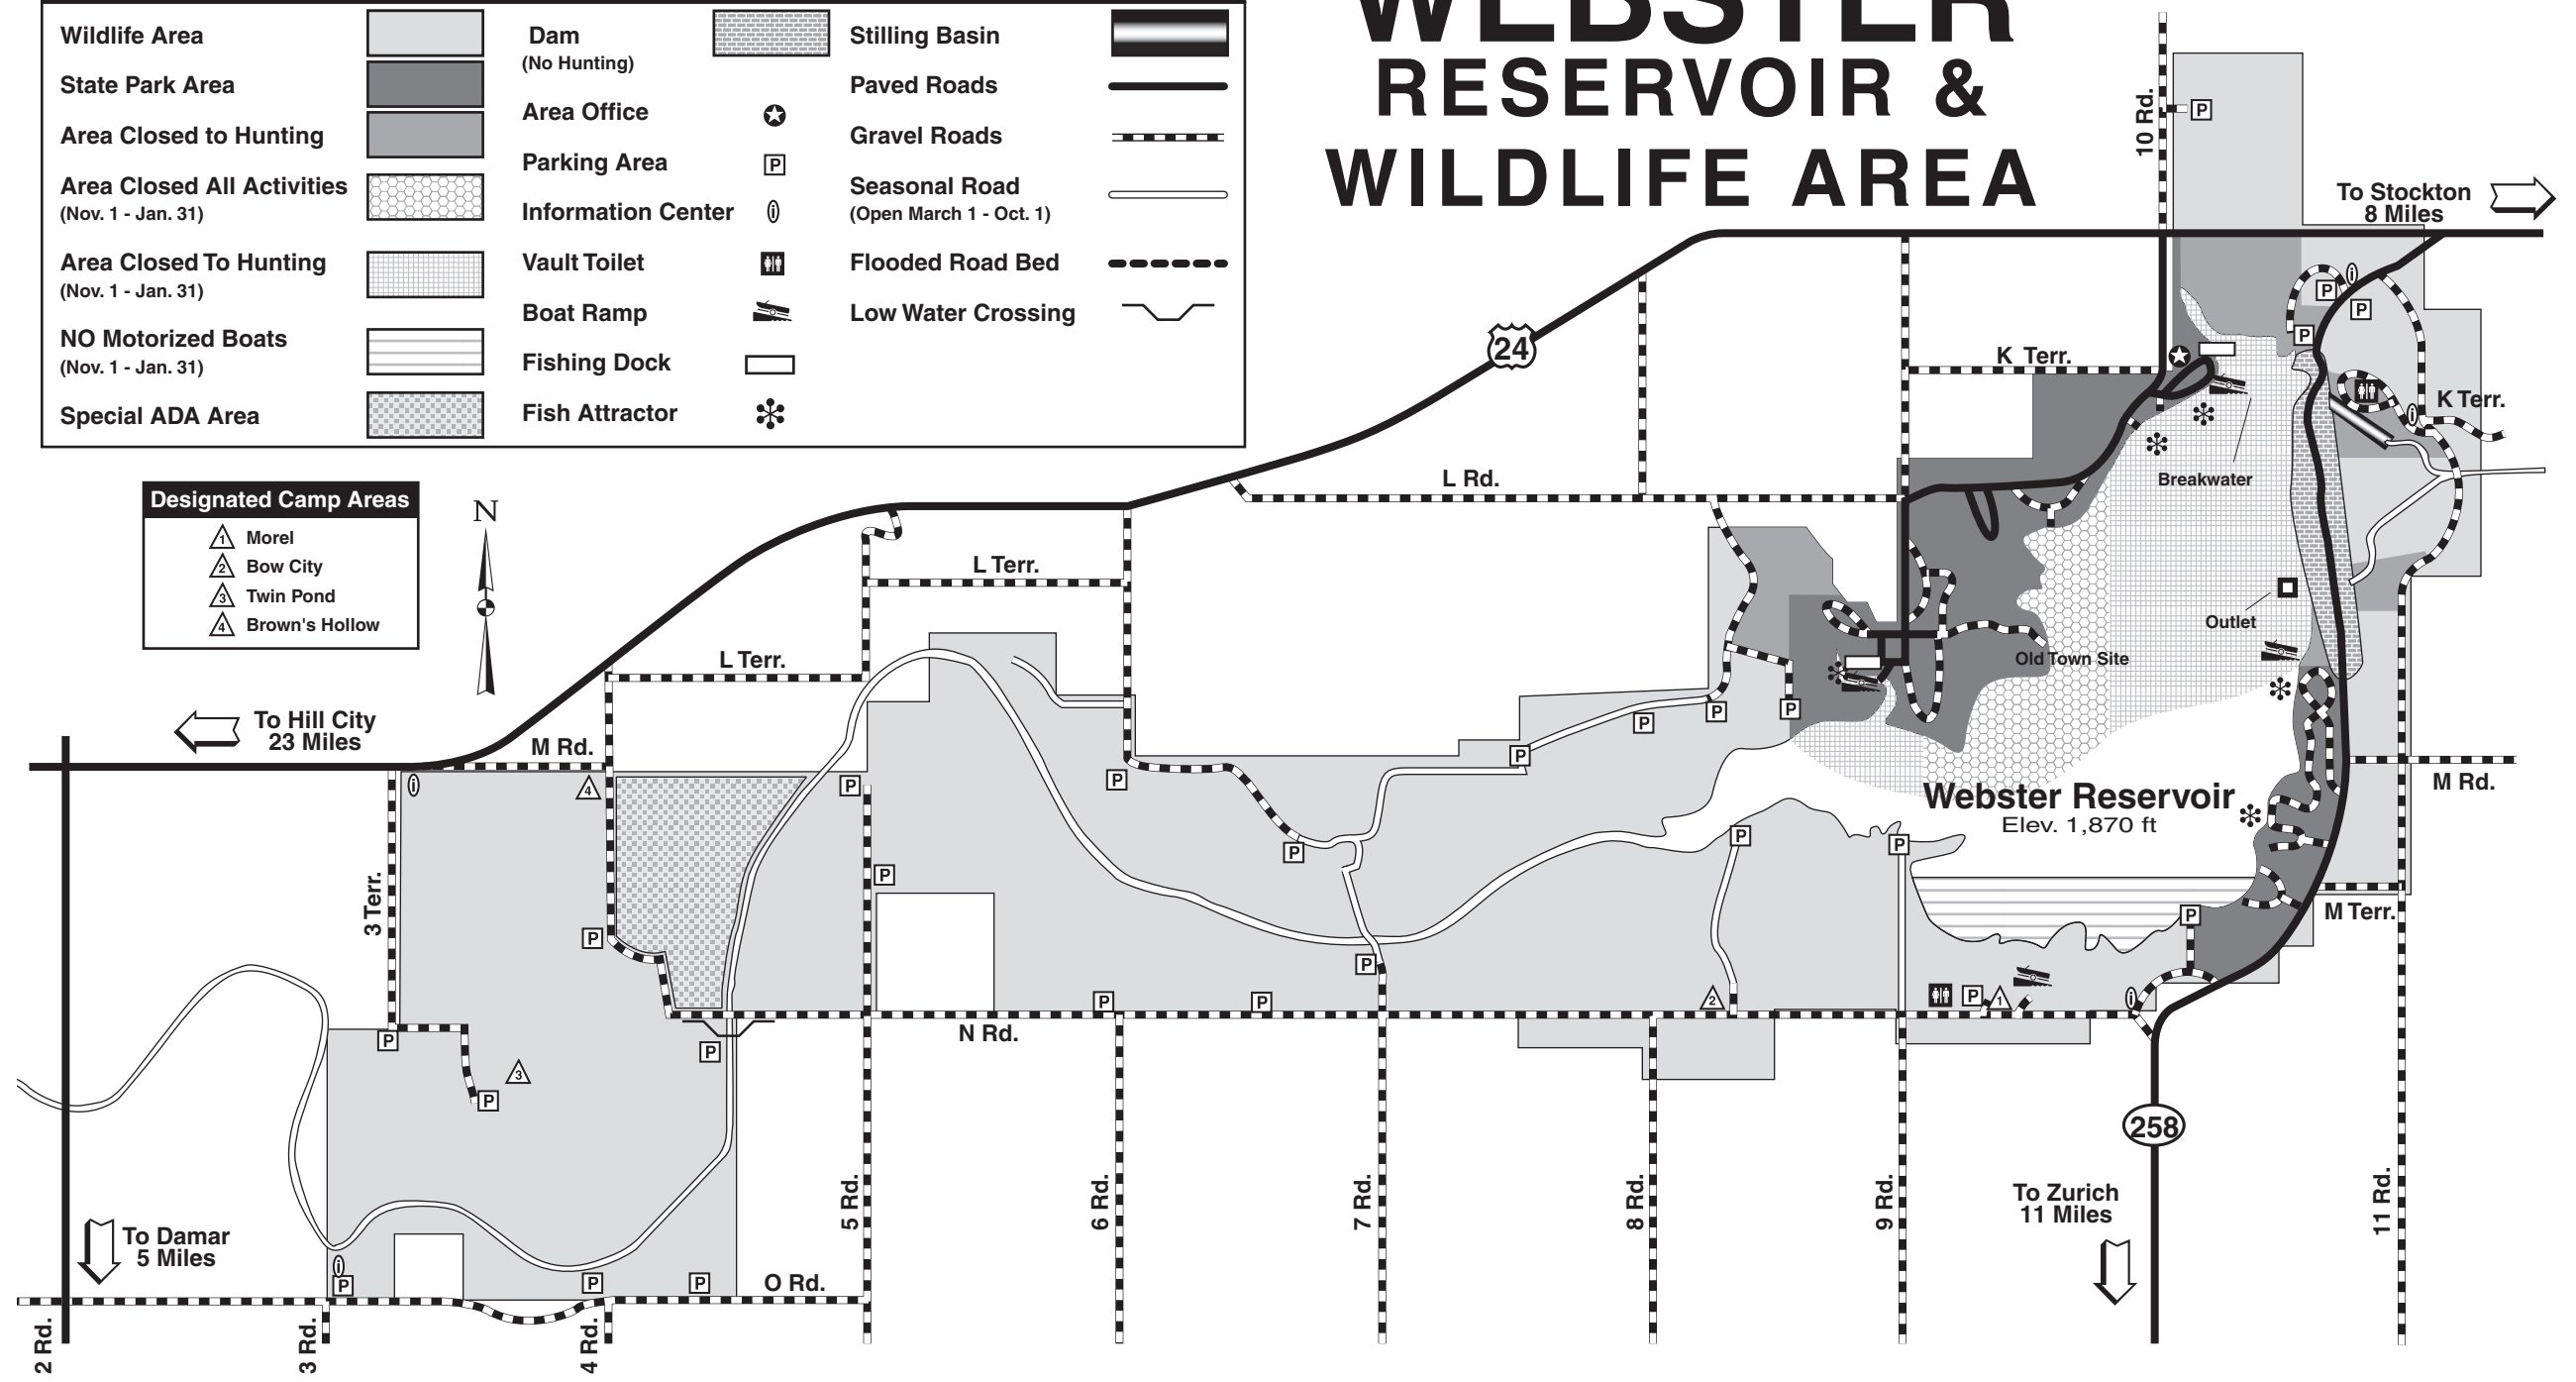 WEBSTER
RESERVOIR &
WILDLIFE AREA
Wildlife Area
State Park Area
Area Closed to Hunting
Area Closed All Activities
(Nov. 1 - Jan. 31)
Area Closed To Hunting
(Nov. 1 - Jan. 31)
NO Motorized Boats
(Nov. 1 - Jan. 31)
Special ADA Area
Dam
(No Hunting)
Area Office
Parking Area
P
Information Center
i
Vault Toilet
Boat Ramp
Fishing Dock
Fish Attractor
Stilling Basin
Paved Roads
Gravel Roads
Seasonal Road
(Open March 1 - Oct. 1)
Flooded Road Bed
Low Water Crossing
Designated Camp Areas
1 Morel
2 Bow City
3 Twin Pond
4 Brown's Hollow
N
10 Rd.
P
To Stockton
8 Miles
24
i
P
P
P
K Terr.
K Terr.
i
L Rd.
Breakwater
L Terr.
Outlet
L Terr.
Old Town Site
To Hill City
23 Miles
M Rd.
P
P
P
P
M Rd.
i
4
P
P
Webster Reservoir
Elev. 1,870 ft
P
P
P
P
3 Terr.
M Terr.
P
P
P
P
P
2
P
1
i
N Rd.
P
P
3
P
258
5 Rd.
6 Rd.
7 Rd.
8 Rd.
9 Rd.
11 Rd.
To Zurich
11 Miles
To Damar
5 Miles
i
P
P
P
O Rd.
2 Rd.
3 Rd.
4 Rd.